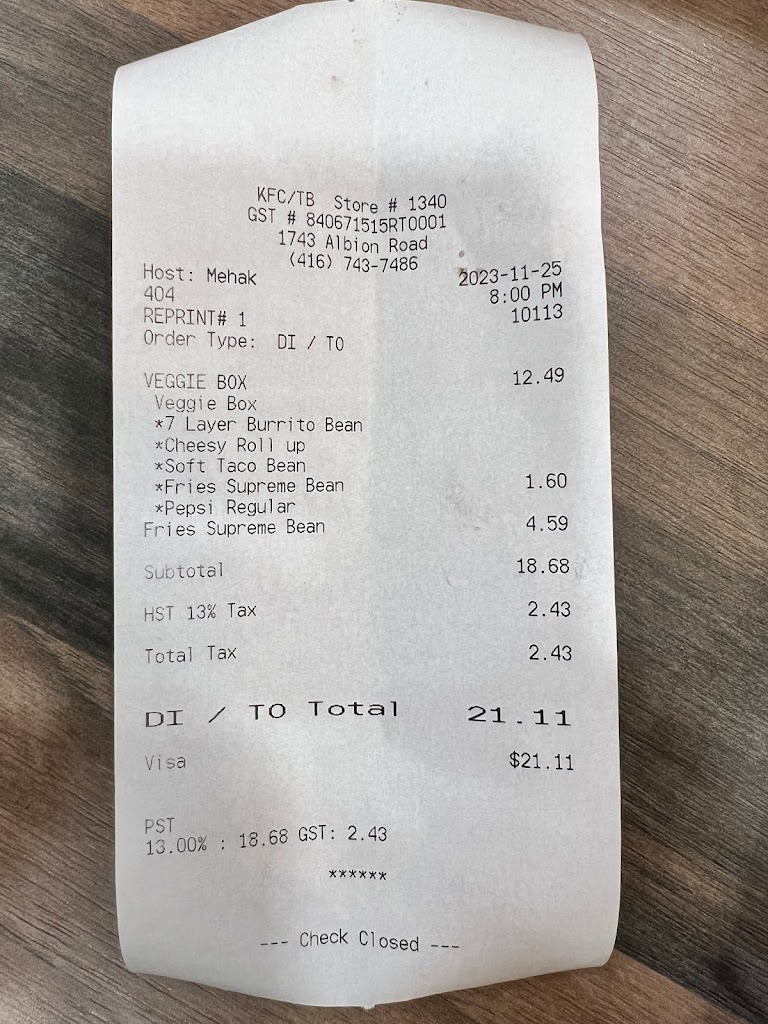 KFC/TB Store # 1340
GST # 840671515RT0001
1743 Albion Road
(416) 743-7486
Host: Mehak 2023-11-25
404 8:00 PM
REPRINT# 1 10113
Order Type: DI / TO
VEGGIE BOX 12.49
Veggie Box
*7 Layer Burrito Bean
*Cheesy Roll up
*Soft Taco Bean
*Fries Supreme Bean 1.60
*Pepsi Regular
Fries Supreme Bean 4.59
Subtotal 18.68
HST 13% Tax 2.43
Total Tax 2.43
DI / TO Total 21.11
Visa $21.11
PST
13.00% : 18.68 GST: 2.43
******
--- Check Closed ---